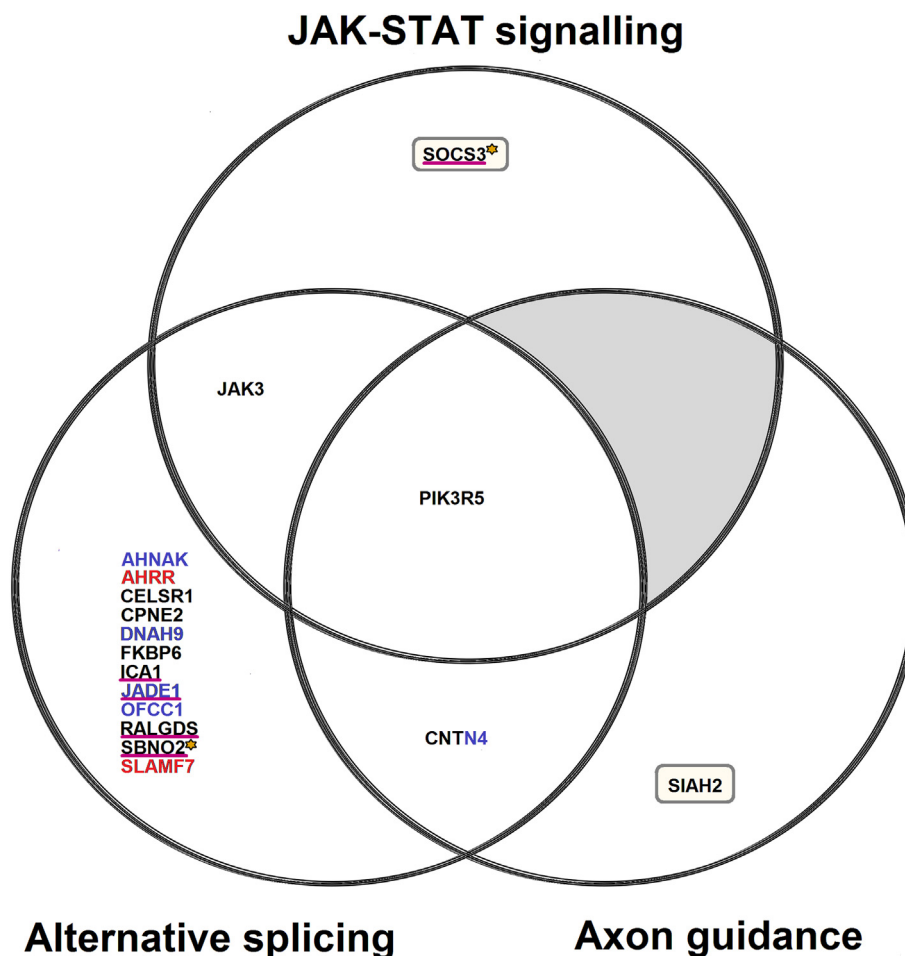 JAK-STAT signalling
SOCS3
JAK3
PIK3R5
AHNAK
AHRR
CELSR1
CPNE2
DNAH9
FKBP6
ICA1
JADE1
OFCC1
RALGDS
SBNO2
SLAMF7
CNTN4
SIAH2
Alternative splicing
Axon guidance